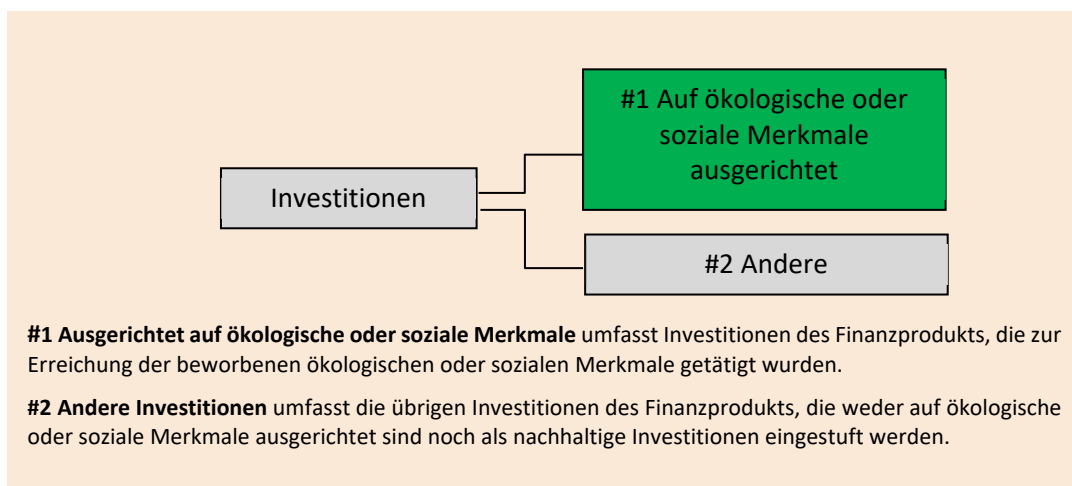 #1 Auf ökologische oder
soziale Merkmale
ausgerichtet
Investitionen
#2 Andere
#1 Ausgerichtet auf ökologische oder soziale Merkmale umfasst Investitionen des Finanzprodukts, die zur
Erreichung der beworbenen ökologischen oder sozialen Merkmale getätigt wurden.
#2 Andere Investitionen umfasst die übrigen Investitionen des Finanzprodukts, die weder auf ökologische
oder soziale Merkmale ausgerichtet sind noch als nachhaltige Investitionen eingestuft werden.